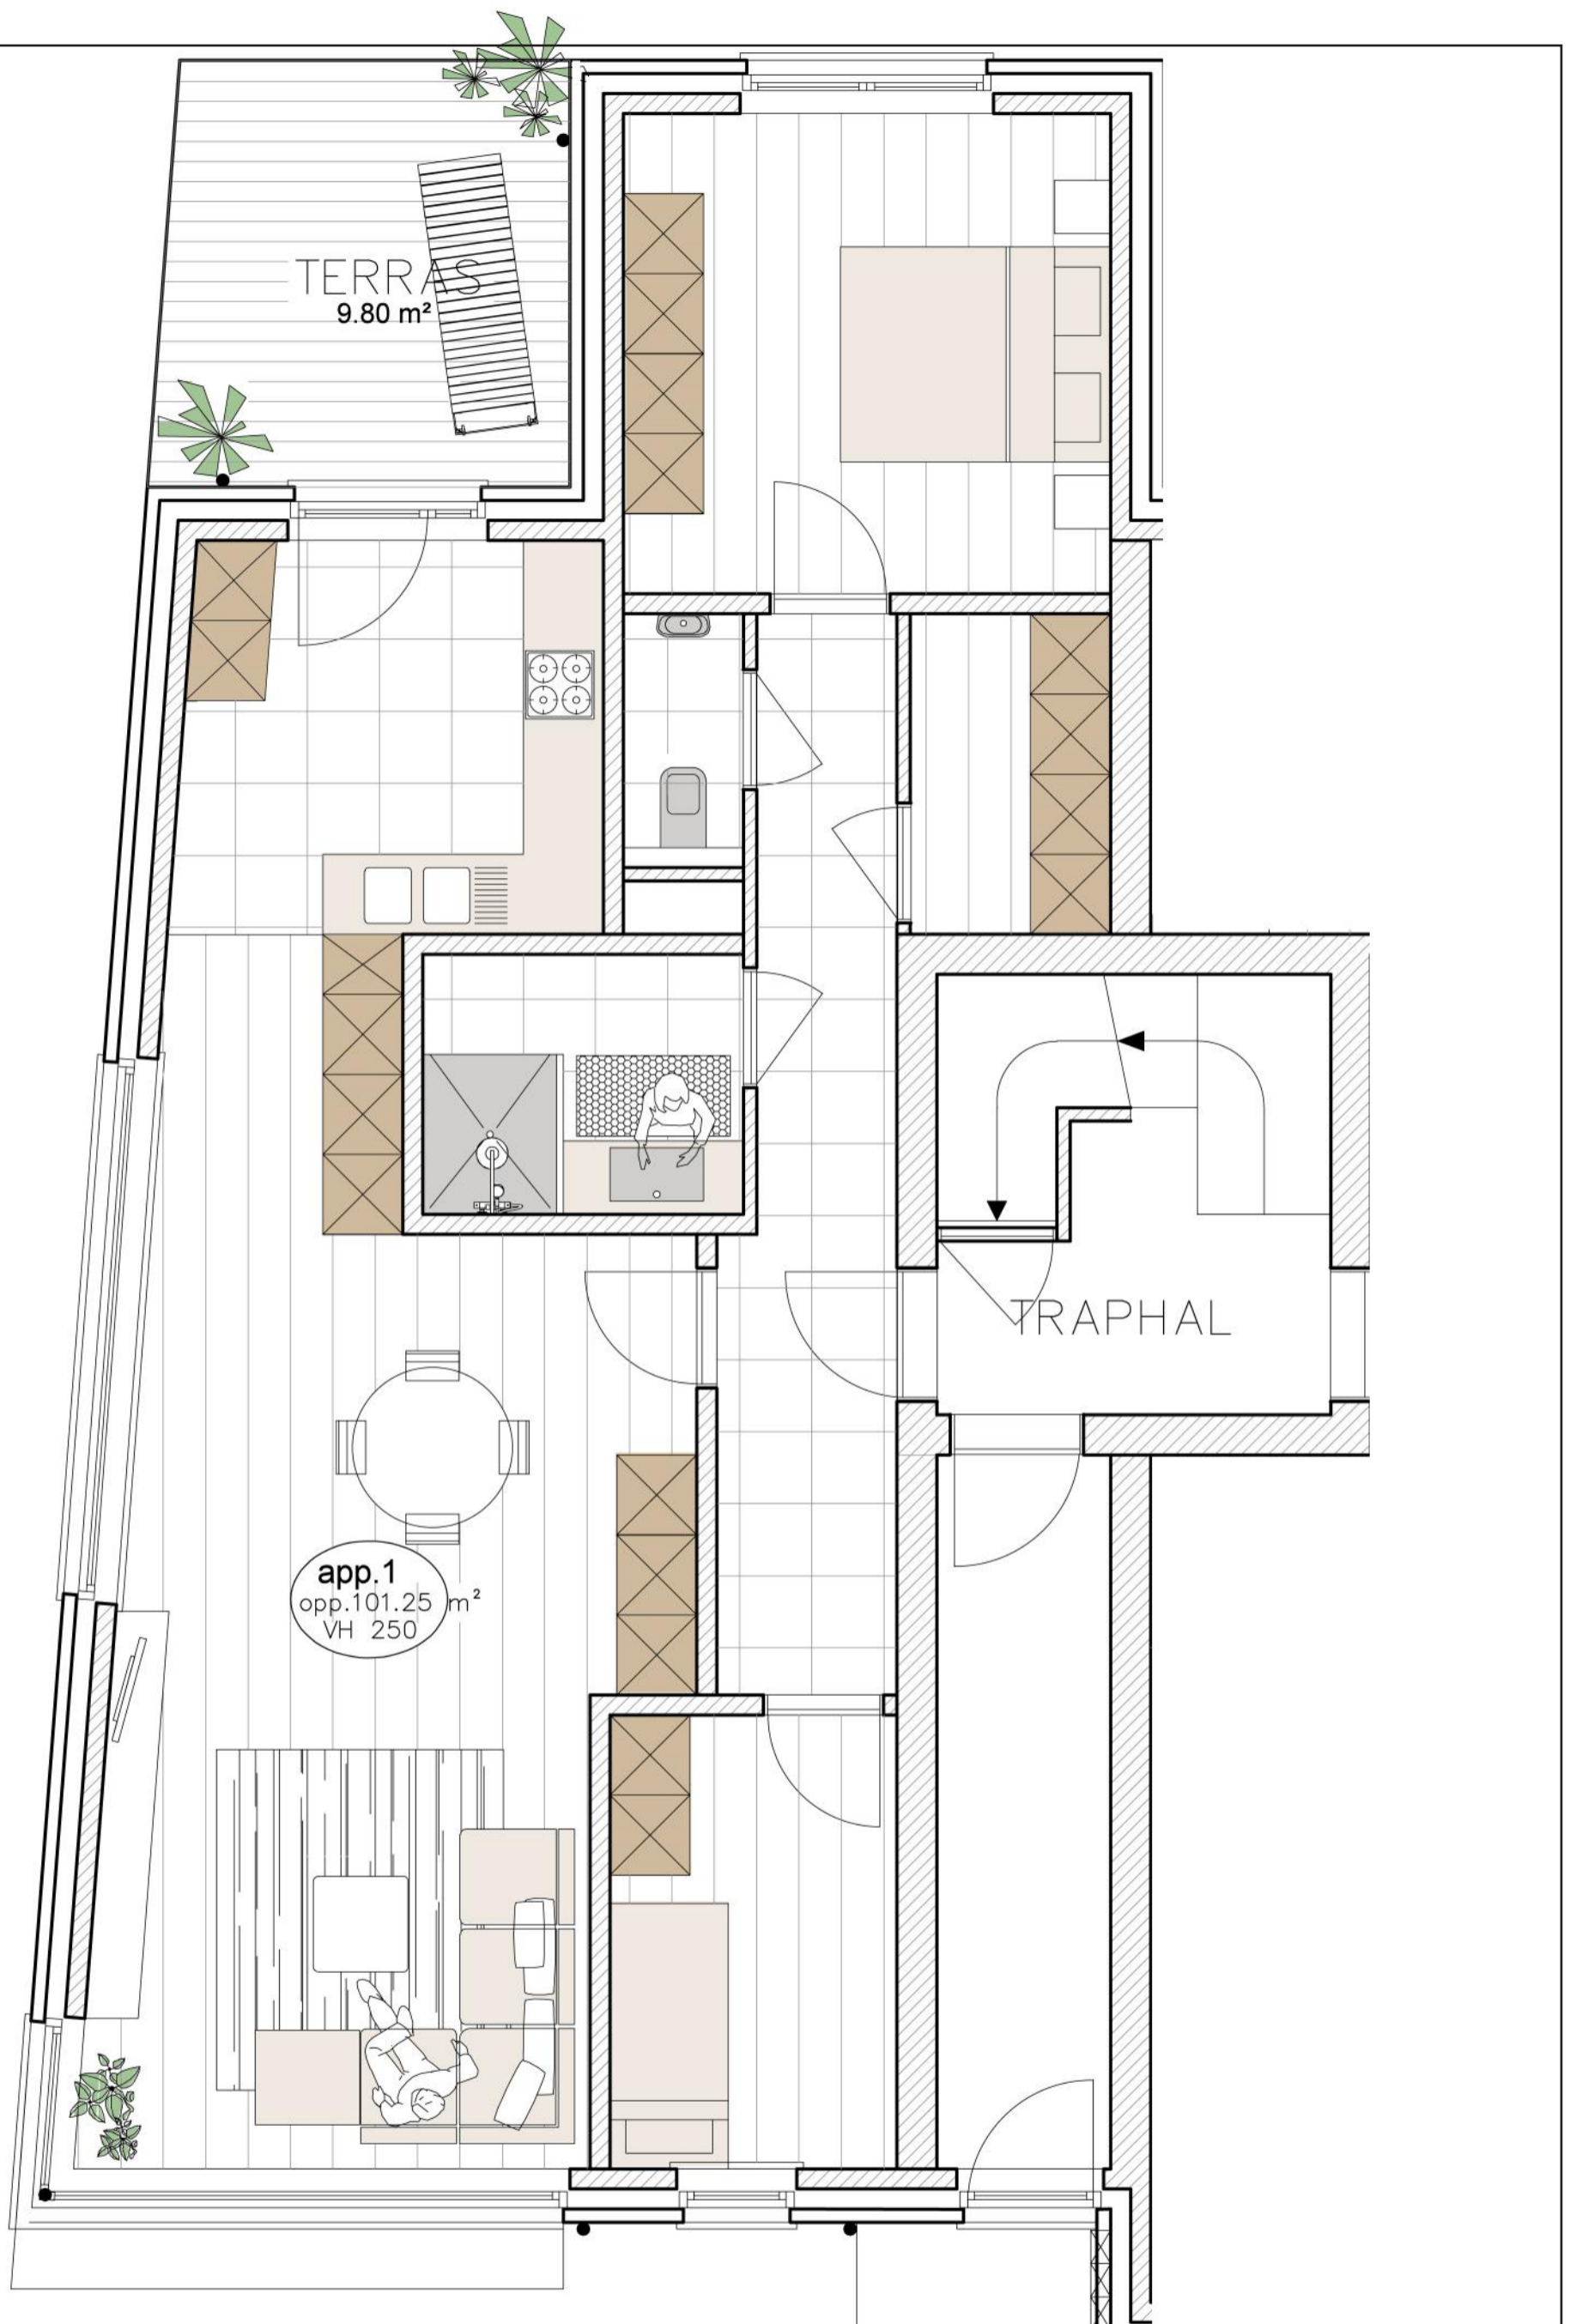 TERRAS
9.80 m²
TRAPHAL
app.1
opp.101.25 m²
VH 250